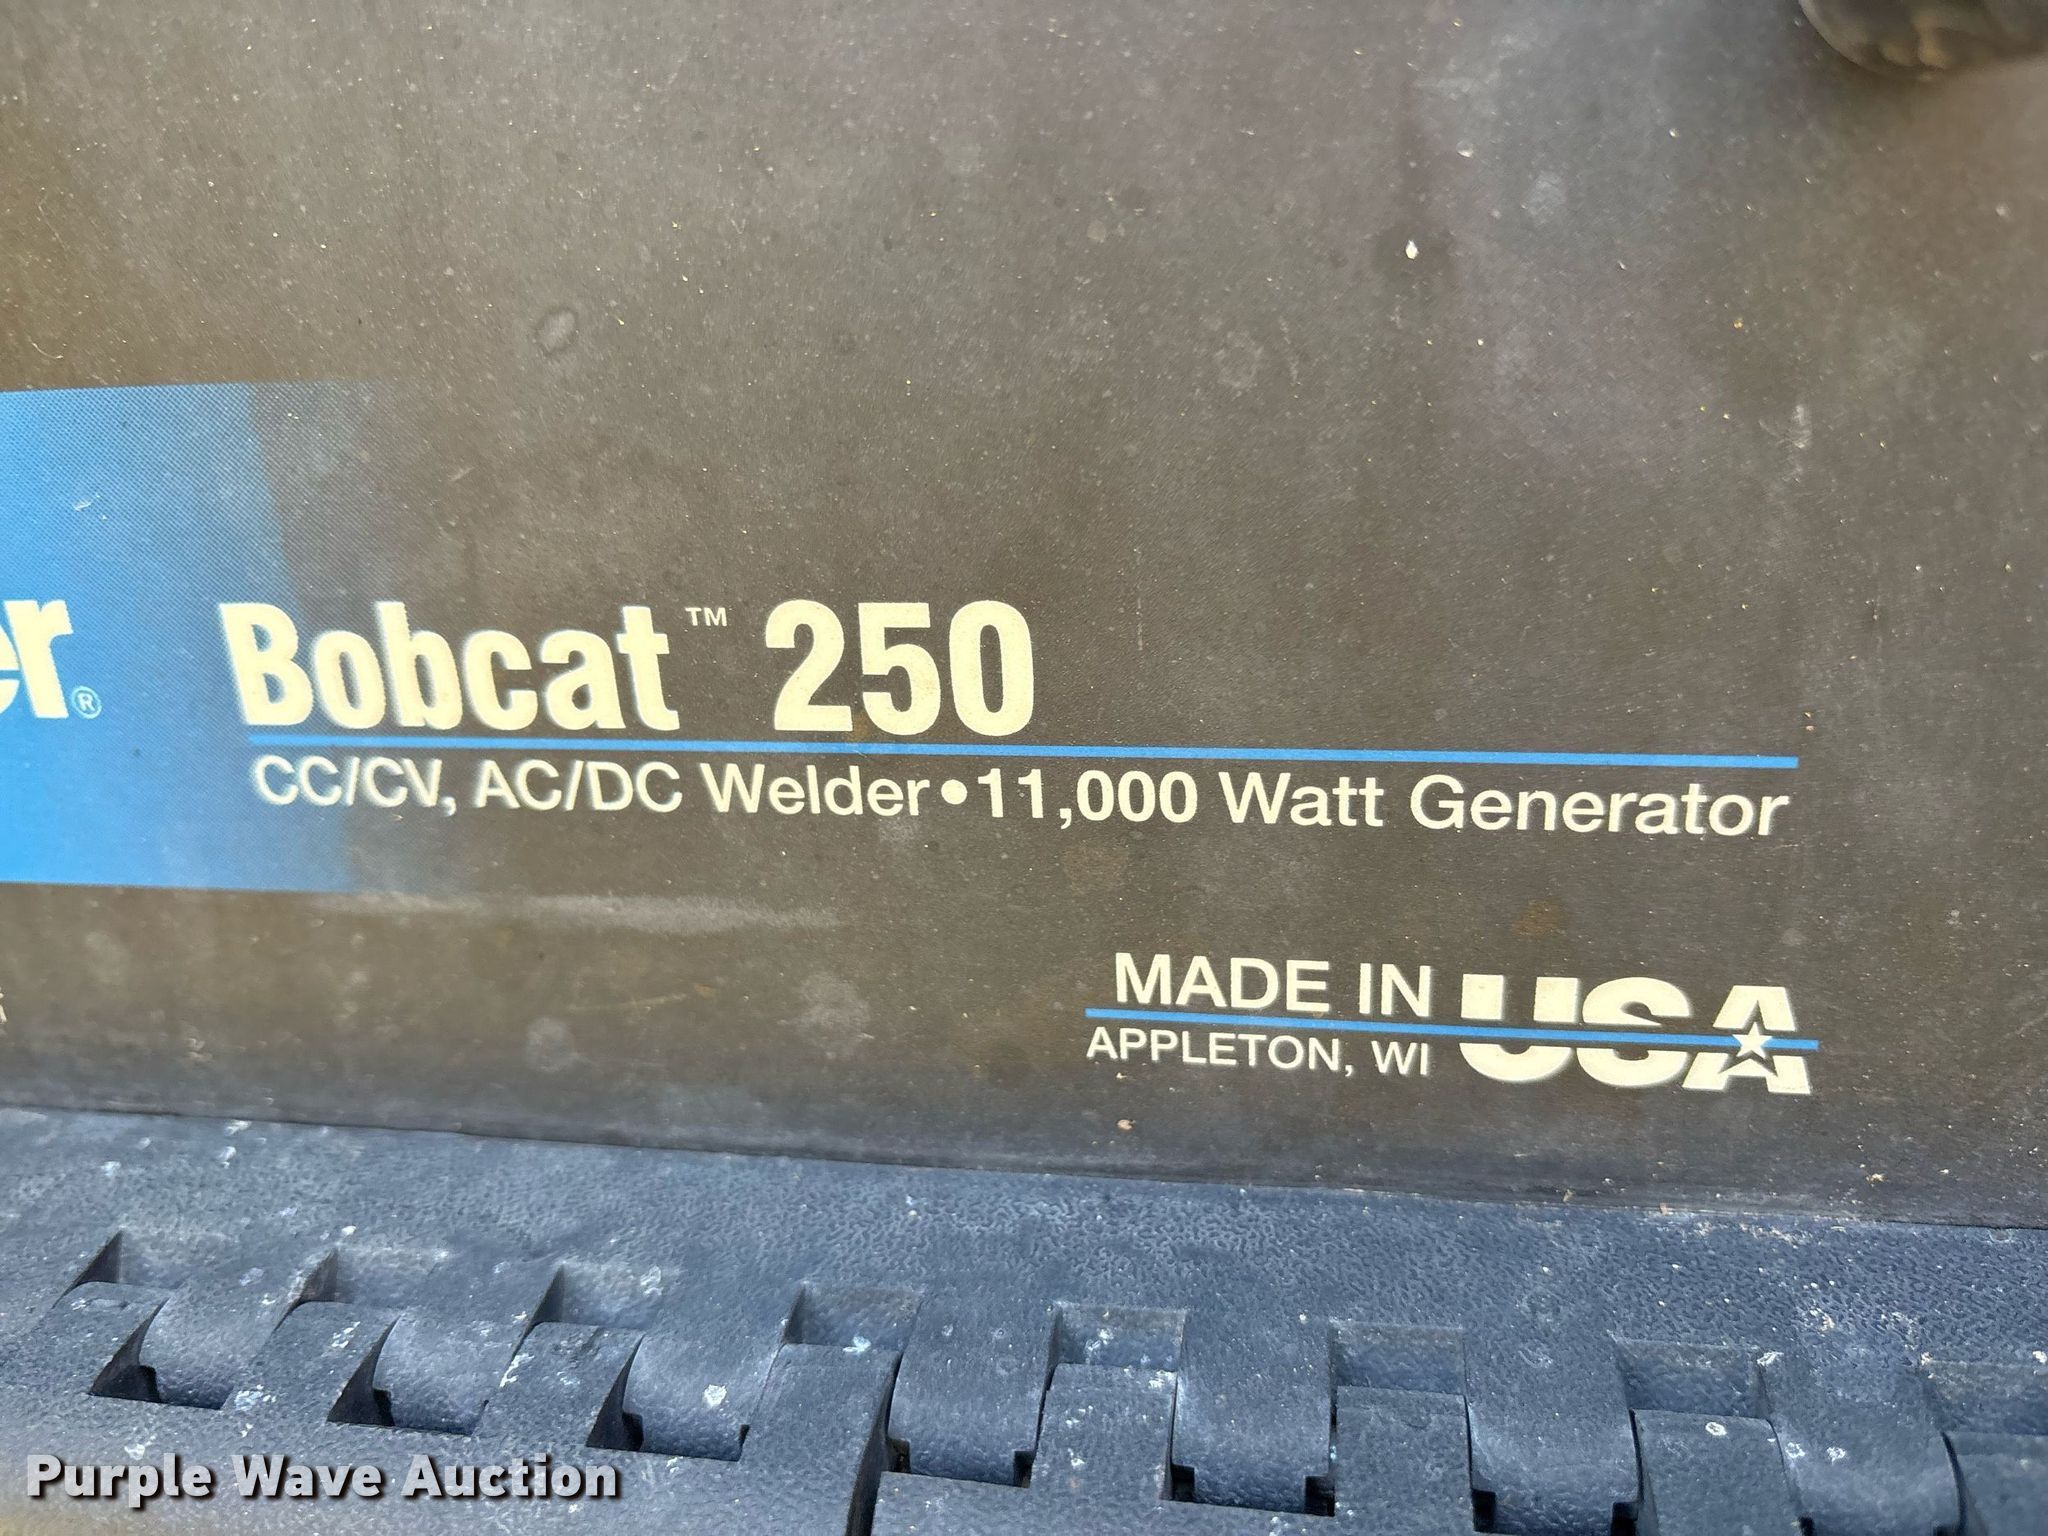 er® Bobcat™ 250
CC/CV, AC/DC Welder•11,000 Watt Generator
MADE IN USA
APPLETON, WI
Purple Wave Auction